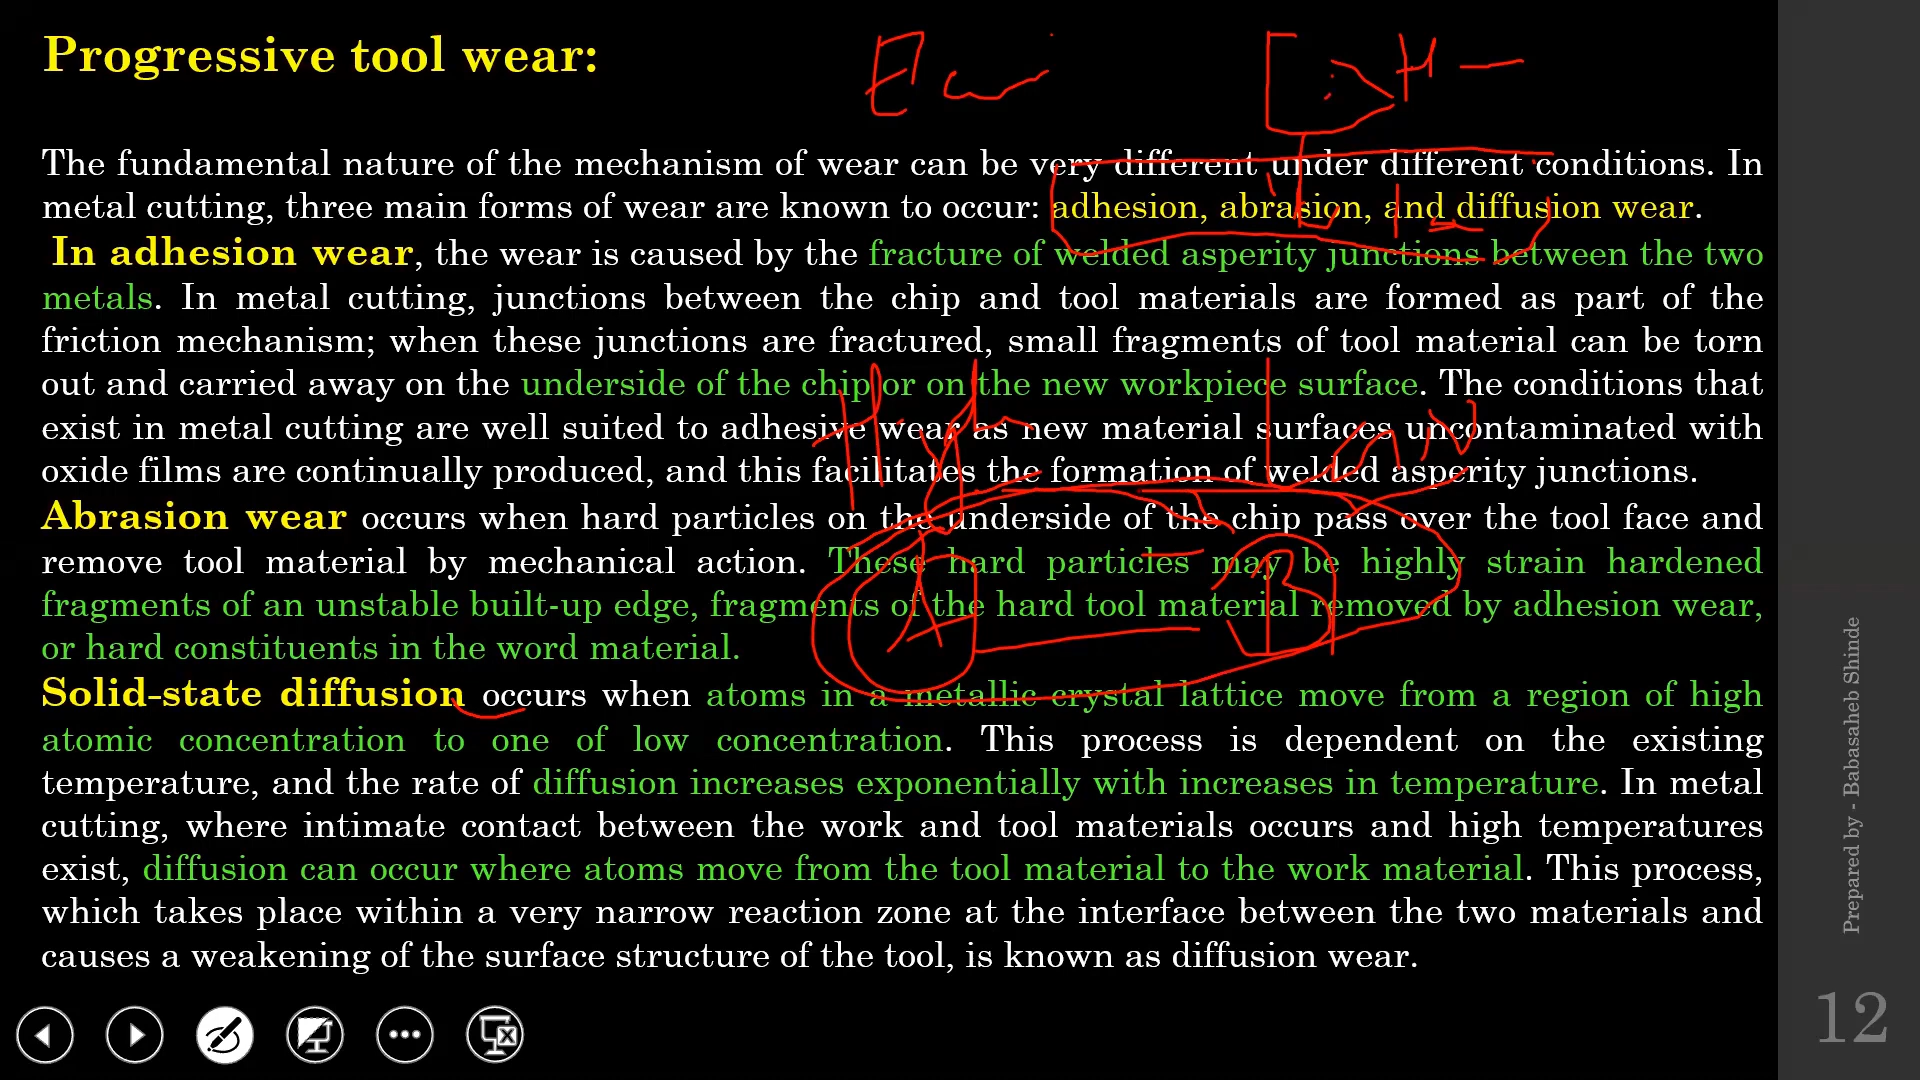 Progressive tool wear:
The fundamental nature of the mechanism of wear can be very different under different conditions. In
metal cutting, three main forms of wear are known to occur: adhesion, abrasion, and diffusion wear.
In adhesion wear, the wear is caused by the fracture of welded asperity junctions between the two
metals. In metal cutting, junctions between the chip and tool materials are formed as part of the
friction mechanism; when these junctions are fractured, small fragments of tool material can be torn
out and carried away on the underside of the chip or on the new workpiece surface. The conditions that
exist in metal cutting are well suited to adhesive wear as new material surfaces uncontaminated with
oxide films are continually produced, and this facilitates the formation of welded asperity junctions.
Abrasion wear occurs when hard particles on the underside of the chip pass over the tool face and
remove tool material by mechanical action. These hard particles may be highly strain hardened
fragments of an unstable built-up edge, fragments of the hard tool material removed by adhesion wear,
or hard constituents in the word material.
Solid-state diffusion occurs when atoms in a metallic crystal lattice move from a region of high
atomic concentration to one of low concentration. This process is dependent on the existing
temperature, and the rate of diffusion increases exponentially with increases in temperature. In metal
cutting, where intimate contact between the work and tool materials occurs and high temperatures
exist, diffusion can occur where atoms move from the tool material to the work material. This process,
which takes place within a very narrow reaction zone at the interface between the two materials and
causes a weakening of the surface structure of the tool, is known as diffusion wear.
High
Low
A
B
Prepared by - Babasaheb Shinde
12